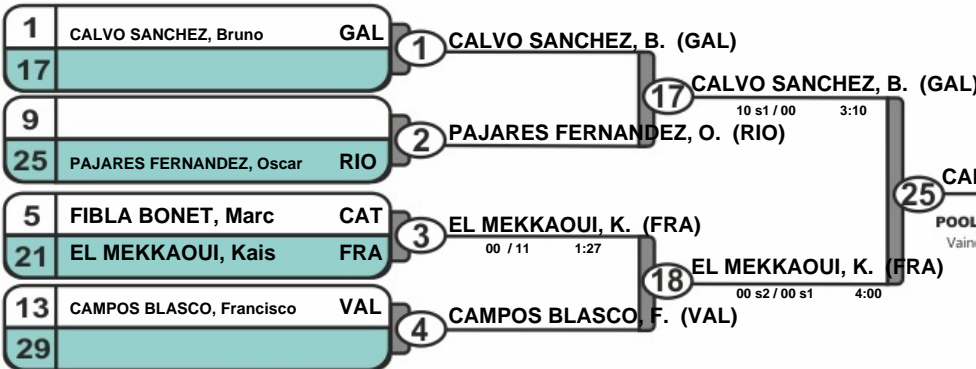 1 CALVO SANCHEZ, Bruno GAL
17
1 CALVO SANCHEZ, B. (GAL)
9
25 PAJARES FERNANDEZ, Oscar RIO
2 PAJARES FERNANDEZ, O. (RIO)
17 CALVO SANCHEZ, B. (GAL)
10 s1 / 00 3:10
5 FIBLA BONET, Marc CAT
21 EL MEKKAOUI, Kais FRA
3 EL MEKKAOUI, K. (FRA)
00 / 11 1:27
13 CAMPOS BLASCO, Francisco VAL
29
4 CAMPOS BLASCO, F. (VAL)
18 EL MEKKAOUI, K. (FRA)
00 s2 / 00 s1 4:00
25
POOL